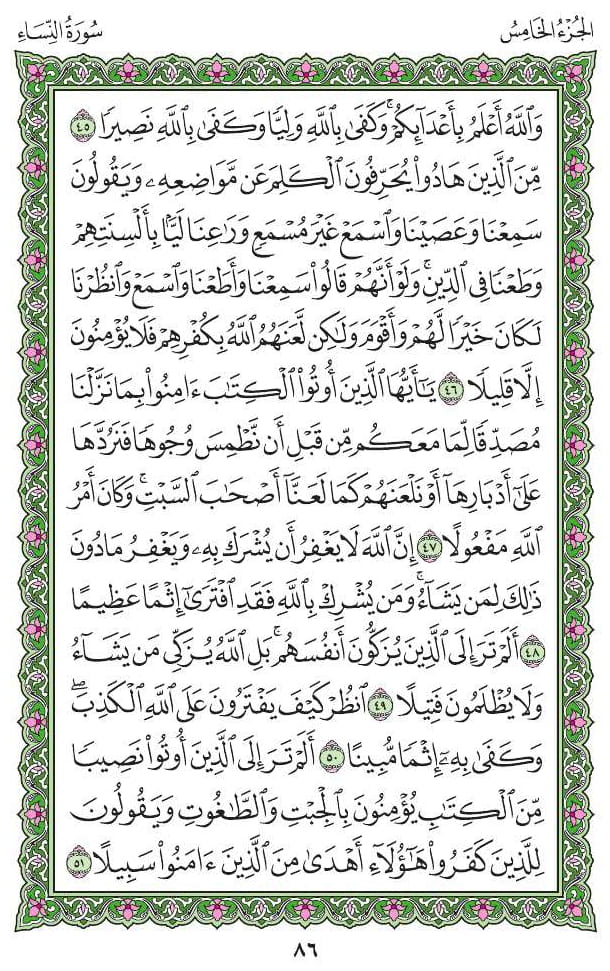 الجُزْءُ الخَامِسُ
سُورَةُ النِّسَاءِ
وَٱللَّهُ أَعْلَمُ بِأَعْدَآئِكُمْۚ وَكَفَىٰ بِٱللَّهِ وَلِيًّا وَكَفَىٰ بِٱللَّهِ نَصِيرًا ٤٥
مِّنَ ٱلَّذِينَ هَادُوا۟ يُحَرِّفُونَ ٱلْكَلِمَ عَن مَّوَاضِعِهِۦ وَيَقُولُونَ
سَمِعْنَا وَعَصَيْنَا وَٱسْمَعْ غَيْرَ مُسْمَعٍ وَرَٰعِنَا لَيًّۢا بِأَلْسِنَتِهِمْ
وَطَعْنًا فِى ٱلدِّينِۚ وَلَوْ أَنَّهُمْ قَالُوا۟ سَمِعْنَا وَأَطَعْنَا وَٱسْمَعْ وَٱنظُرْنَا
لَكَانَ خَيْرًا لَّهُمْ وَأَقْوَمَ وَلَٰكِن لَّعَنَهُمُ ٱللَّهُ بِكُفْرِهِمْ فَلَا يُؤْمِنُونَ
إِلَّا قَلِيلًا ٤٦ يَٰٓأَيُّهَا ٱلَّذِينَ أُوتُوا۟ ٱلْكِتَٰبَ ءَامِنُوا۟ بِمَا نَزَّلْنَا
مُصَدِّقًا لِّمَا مَعَكُم مِّن قَبْلِ أَن نَّطْمِسَ وُجُوهًا فَنَرُدَّهَا
عَلَىٰٓ أَدْبَارِهَآ أَوْ نَلْعَنَهُمْ كَمَا لَعَنَّآ أَصْحَٰبَ ٱلسَّبْتِۚ وَكَانَ أَمْرُ
ٱللَّهِ مَفْعُولًا ٤٧ إِنَّ ٱللَّهَ لَا يَغْفِرُ أَن يُشْرَكَ بِهِۦ وَيَغْفِرُ مَا دُونَ
ذَٰلِكَ لِمَن يَشَآءُۚ وَمَن يُشْرِكْ بِٱللَّهِ فَقَدِ ٱفْتَرَىٰٓ إِثْمًا عَظِيمًا
٤٨ أَلَمْ تَرَ إِلَى ٱلَّذِينَ يُزَكُّونَ أَنفُسَهُمۚ بَلِ ٱللَّهُ يُزَكِّى مَن يَشَآءُ
وَلَا يُظْلَمُونَ فَتِيلًا ٤٩ ٱنظُرْ كَيْفَ يَفْتَرُونَ عَلَى ٱللَّهِ ٱلْكَذِبَۖ
وَكَفَىٰ بِهِۦٓ إِثْمًا مُّبِينًا ٥٠ أَلَمْ تَرَ إِلَى ٱلَّذِينَ أُوتُوا۟ نَصِيبًا
مِّنَ ٱلْكِتَٰبِ يُؤْمِنُونَ بِٱلْجِبْتِ وَٱلطَّٰغُوتِ وَيَقُولُونَ
لِلَّذِينَ كَفَرُوا۟ هَٰٓؤُلَآءِ أَهْدَىٰ مِنَ ٱلَّذِينَ ءَامَنُوا۟ سَبِيلًا ٥١
٨٦